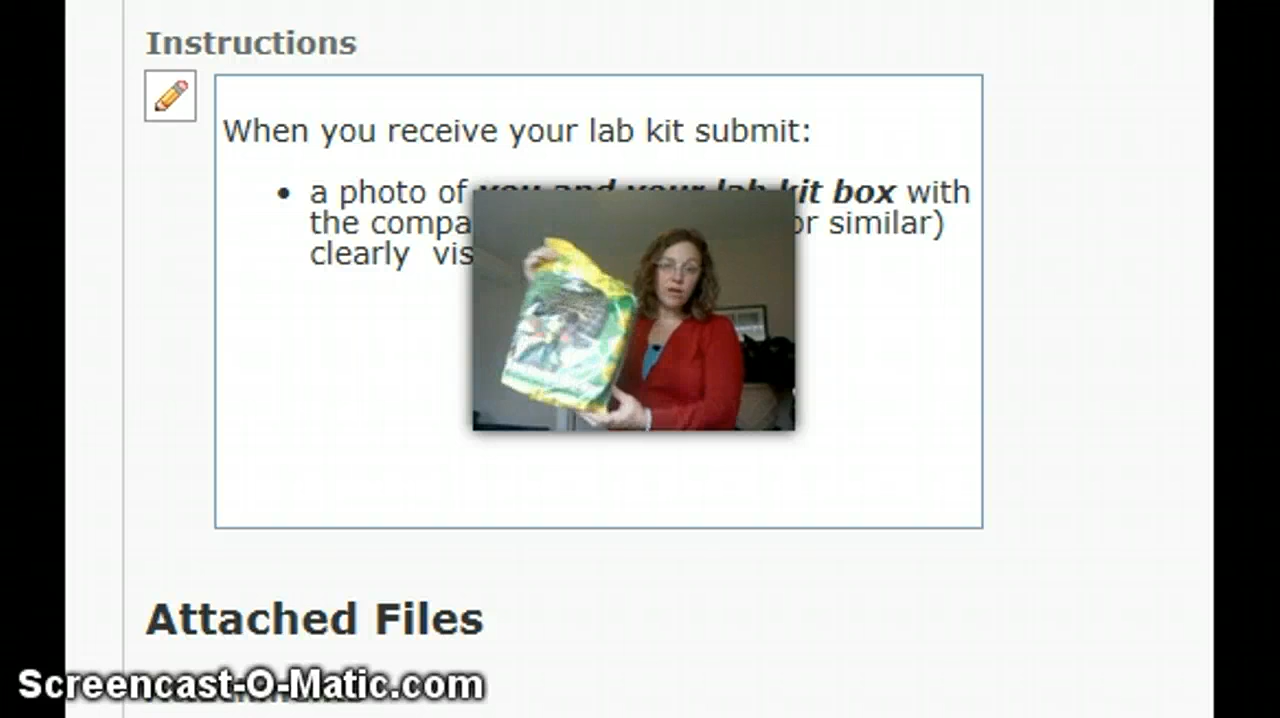 Instructions
When you receive your lab kit submit:
• a photo of you and your lab kit box with
the compa or similar)
clearly vis
Attached Files
Screencast-O-Matic.com